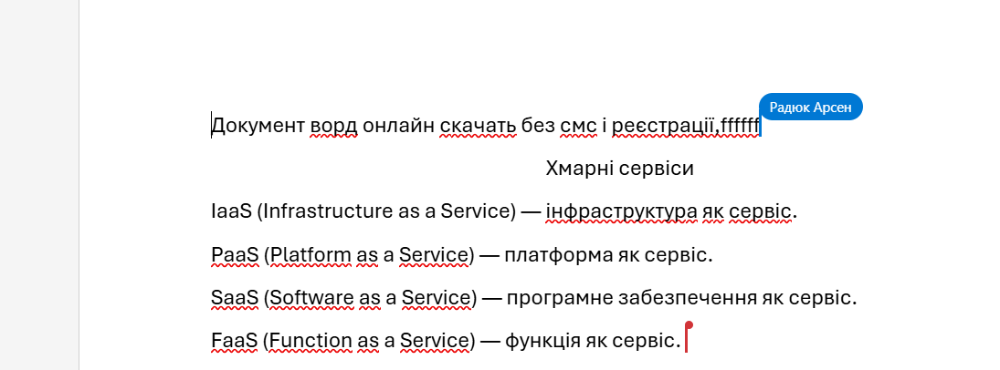 Радюк Арсен
Документ ворд онлайн скачать без смс і реєстрації,ffffff
Хмарні сервіси
IaaS (Infrastructure as a Service) — інфраструктура як сервіс.
PaaS (Platform as a Service) — платформа як сервіс.
SaaS (Software as a Service) — програмне забезпечення як сервіс.
FaaS (Function as a Service) — функція як сервіс.